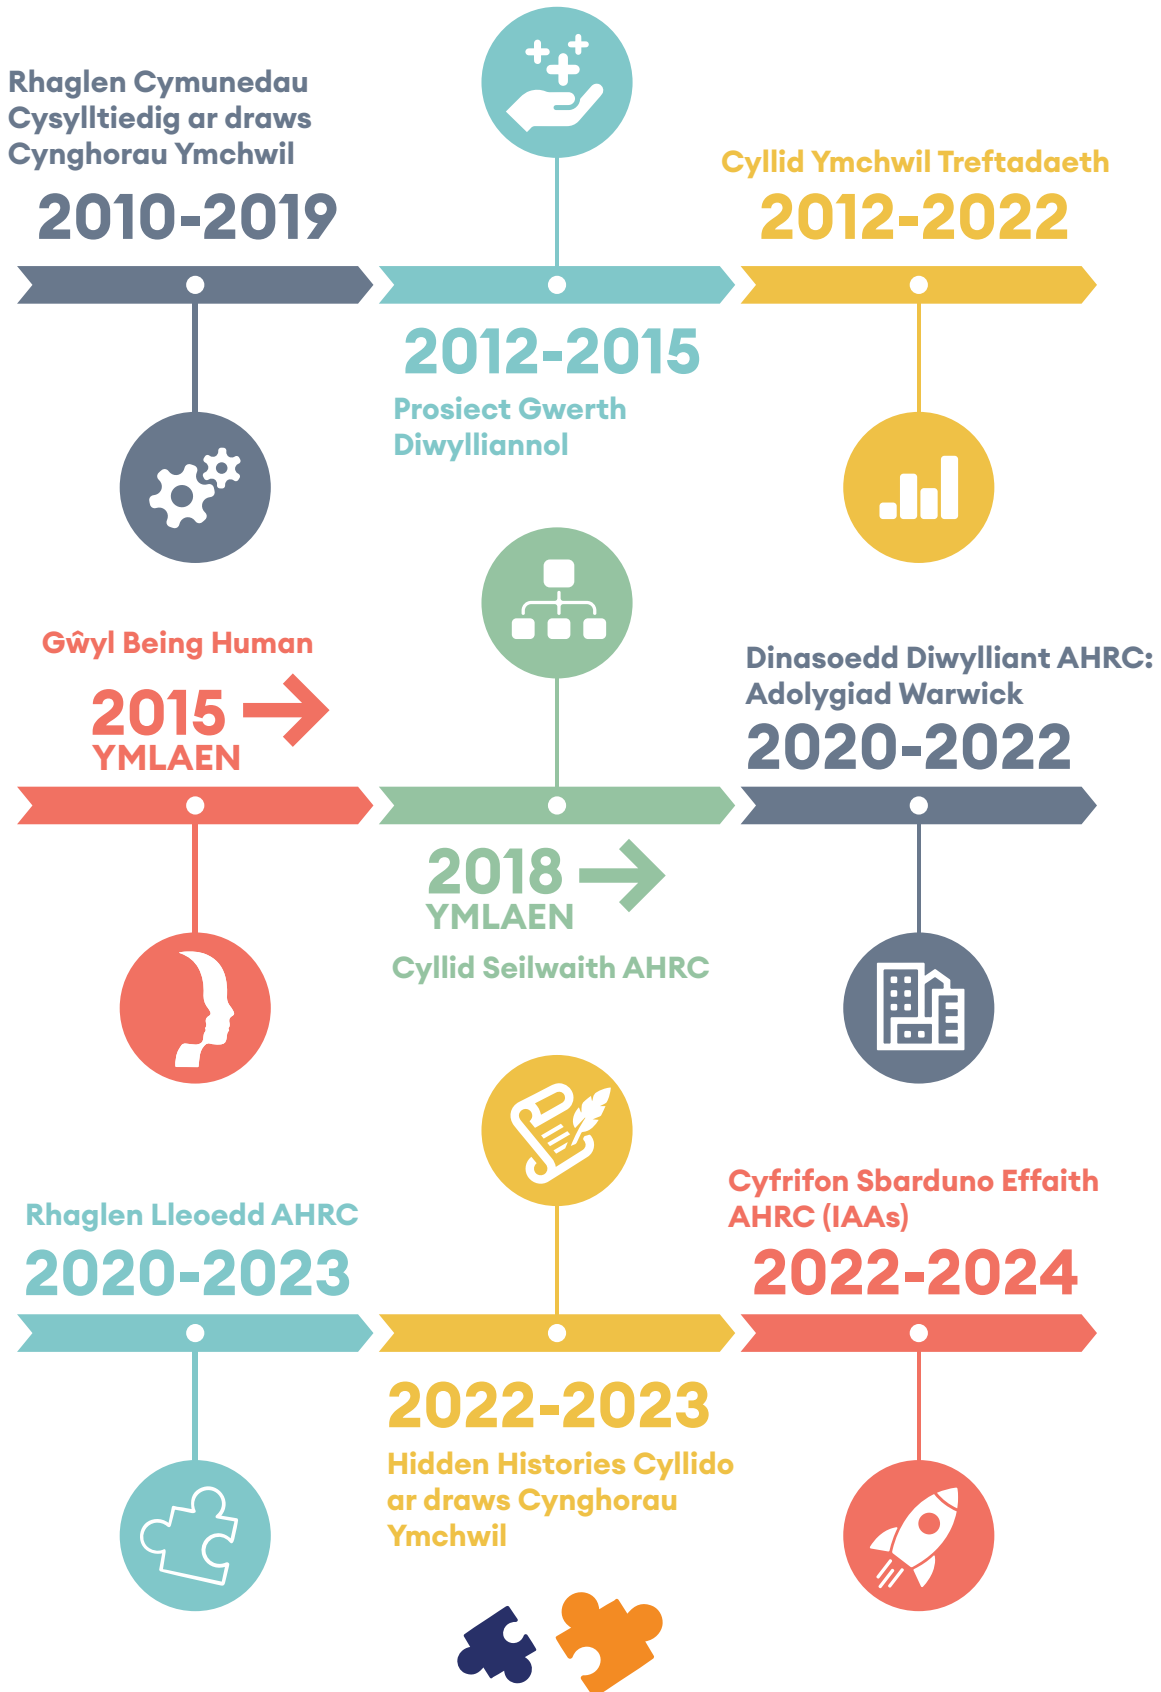 Rhaglen Cymunedau
Cysylltiedig ar draws
Cynghorau Ymchwil
2010-2019
2012-2015
Prosiect Gwerth
Diwylliannol
Cyllid Ymchwil Treftadaeth
2012-2022
Gŵyl Being Human
2015
YMLAEN
2018
YMLAEN
Cyllid Seilwaith AHRC
Dinasoedd Diwylliant AHRC:
Adolygiad Warwick
2020-2022
Rhaglen Lleoedd AHRC
2020-2023
2022-2023
Hidden Histories Cyllido
ar draws Cynghorau
Ymchwil
Cyfrifon Sbarduno Effaith
AHRC (IAAs)
2022-2024